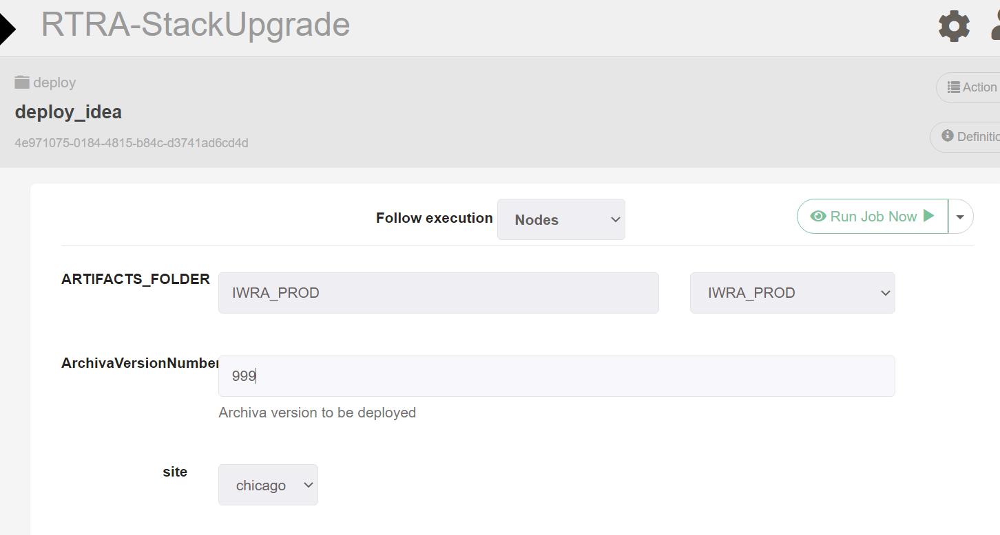 RTRA-StackUpgrade
deploy
Action
deploy_idea
4e971075-0184-4815-b84c-d3741ad6cd4d
Definitio
Follow execution Nodes Run Job Now
ARTIFACTS_FOLDER IWRA_PROD IWRA_PROD
ArchivaVersionNumber 999
Archiva version to be deployed
site chicago